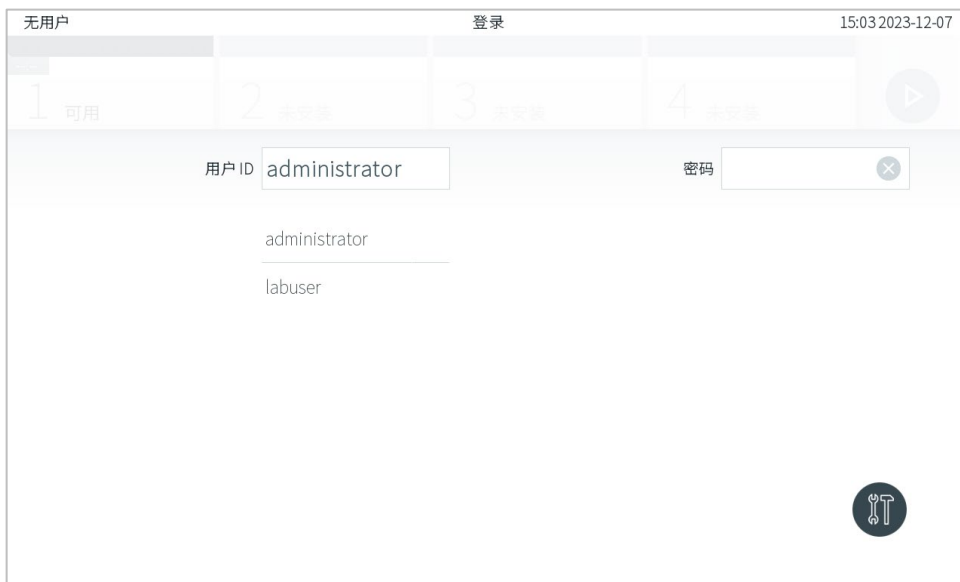 无用户 登录 15:03 2023-12-07
1 可用 2 未安装 3 未安装 4 未安装
用户 ID administrator 密码
administrator
labuser